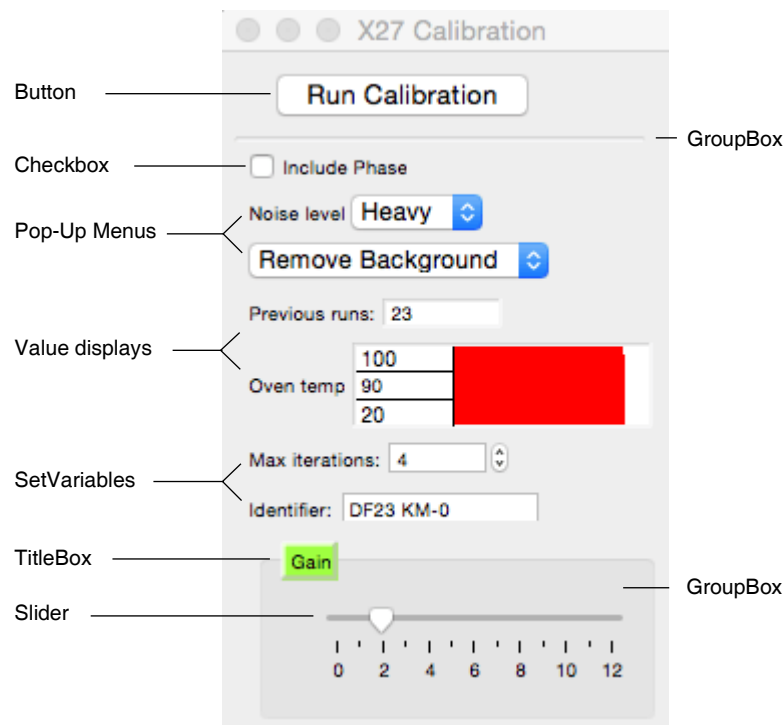 X27 Calibration
Button
Run Calibration
GroupBox
Checkbox
Include Phase
Pop-Up Menus
Noise level Heavy
Remove Background
Previous runs: 23
Value displays
100
Oven temp 90
20
Max iterations: 4
SetVariables
Identifier: DF23 KM-0
TitleBox
Gain
GroupBox
Slider
0 2 4 6 8 10 12